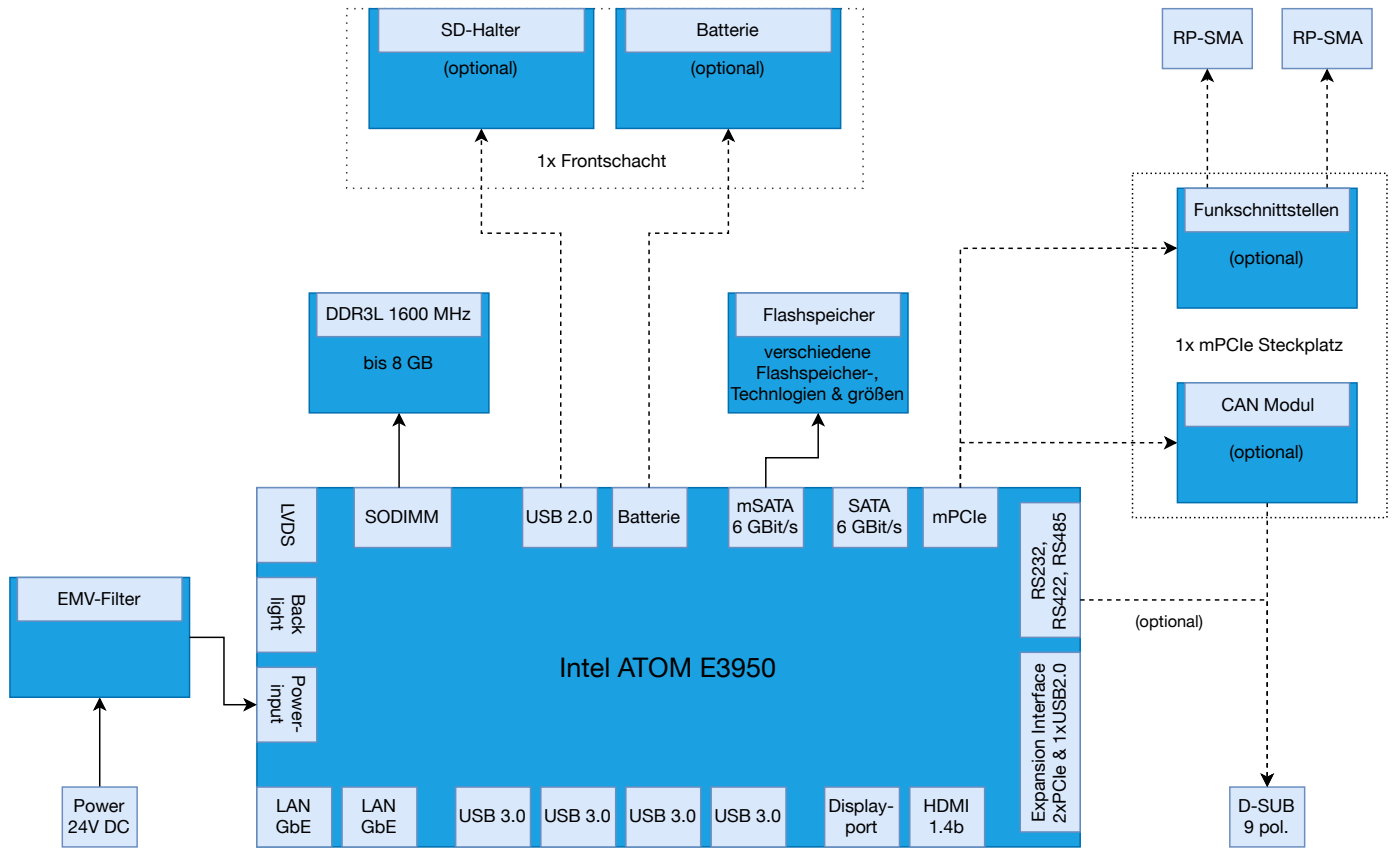 SD-Halter
(optional)
Batterie
(optional)
1x Frontschacht
RP-SMA
RP-SMA
Funkschnittstellen
(optional)
1x mPCIe Steckplatz
CAN Modul
(optional)
DDR3L 1600 MHz
bis 8 GB
Flashspeicher
verschiedene
Flashspeicher-,
Technlogien & größen
LVDS
SODIMM
USB 2.0
Batterie
mSATA
6 GBit/s
SATA
6 GBit/s
mPCIe
RS232,
RS422, RS485
(optional)
EMV-Filter
Back
light
Power-
input
Intel ATOM E3950
Expansion Interface
2xPCIe & 1xUSB2.0
Power
24V DC
LAN
GbE
LAN
GbE
USB 3.0
USB 3.0
USB 3.0
USB 3.0
Display-
port
HDMI
1.4b
D-SUB
9 pol.